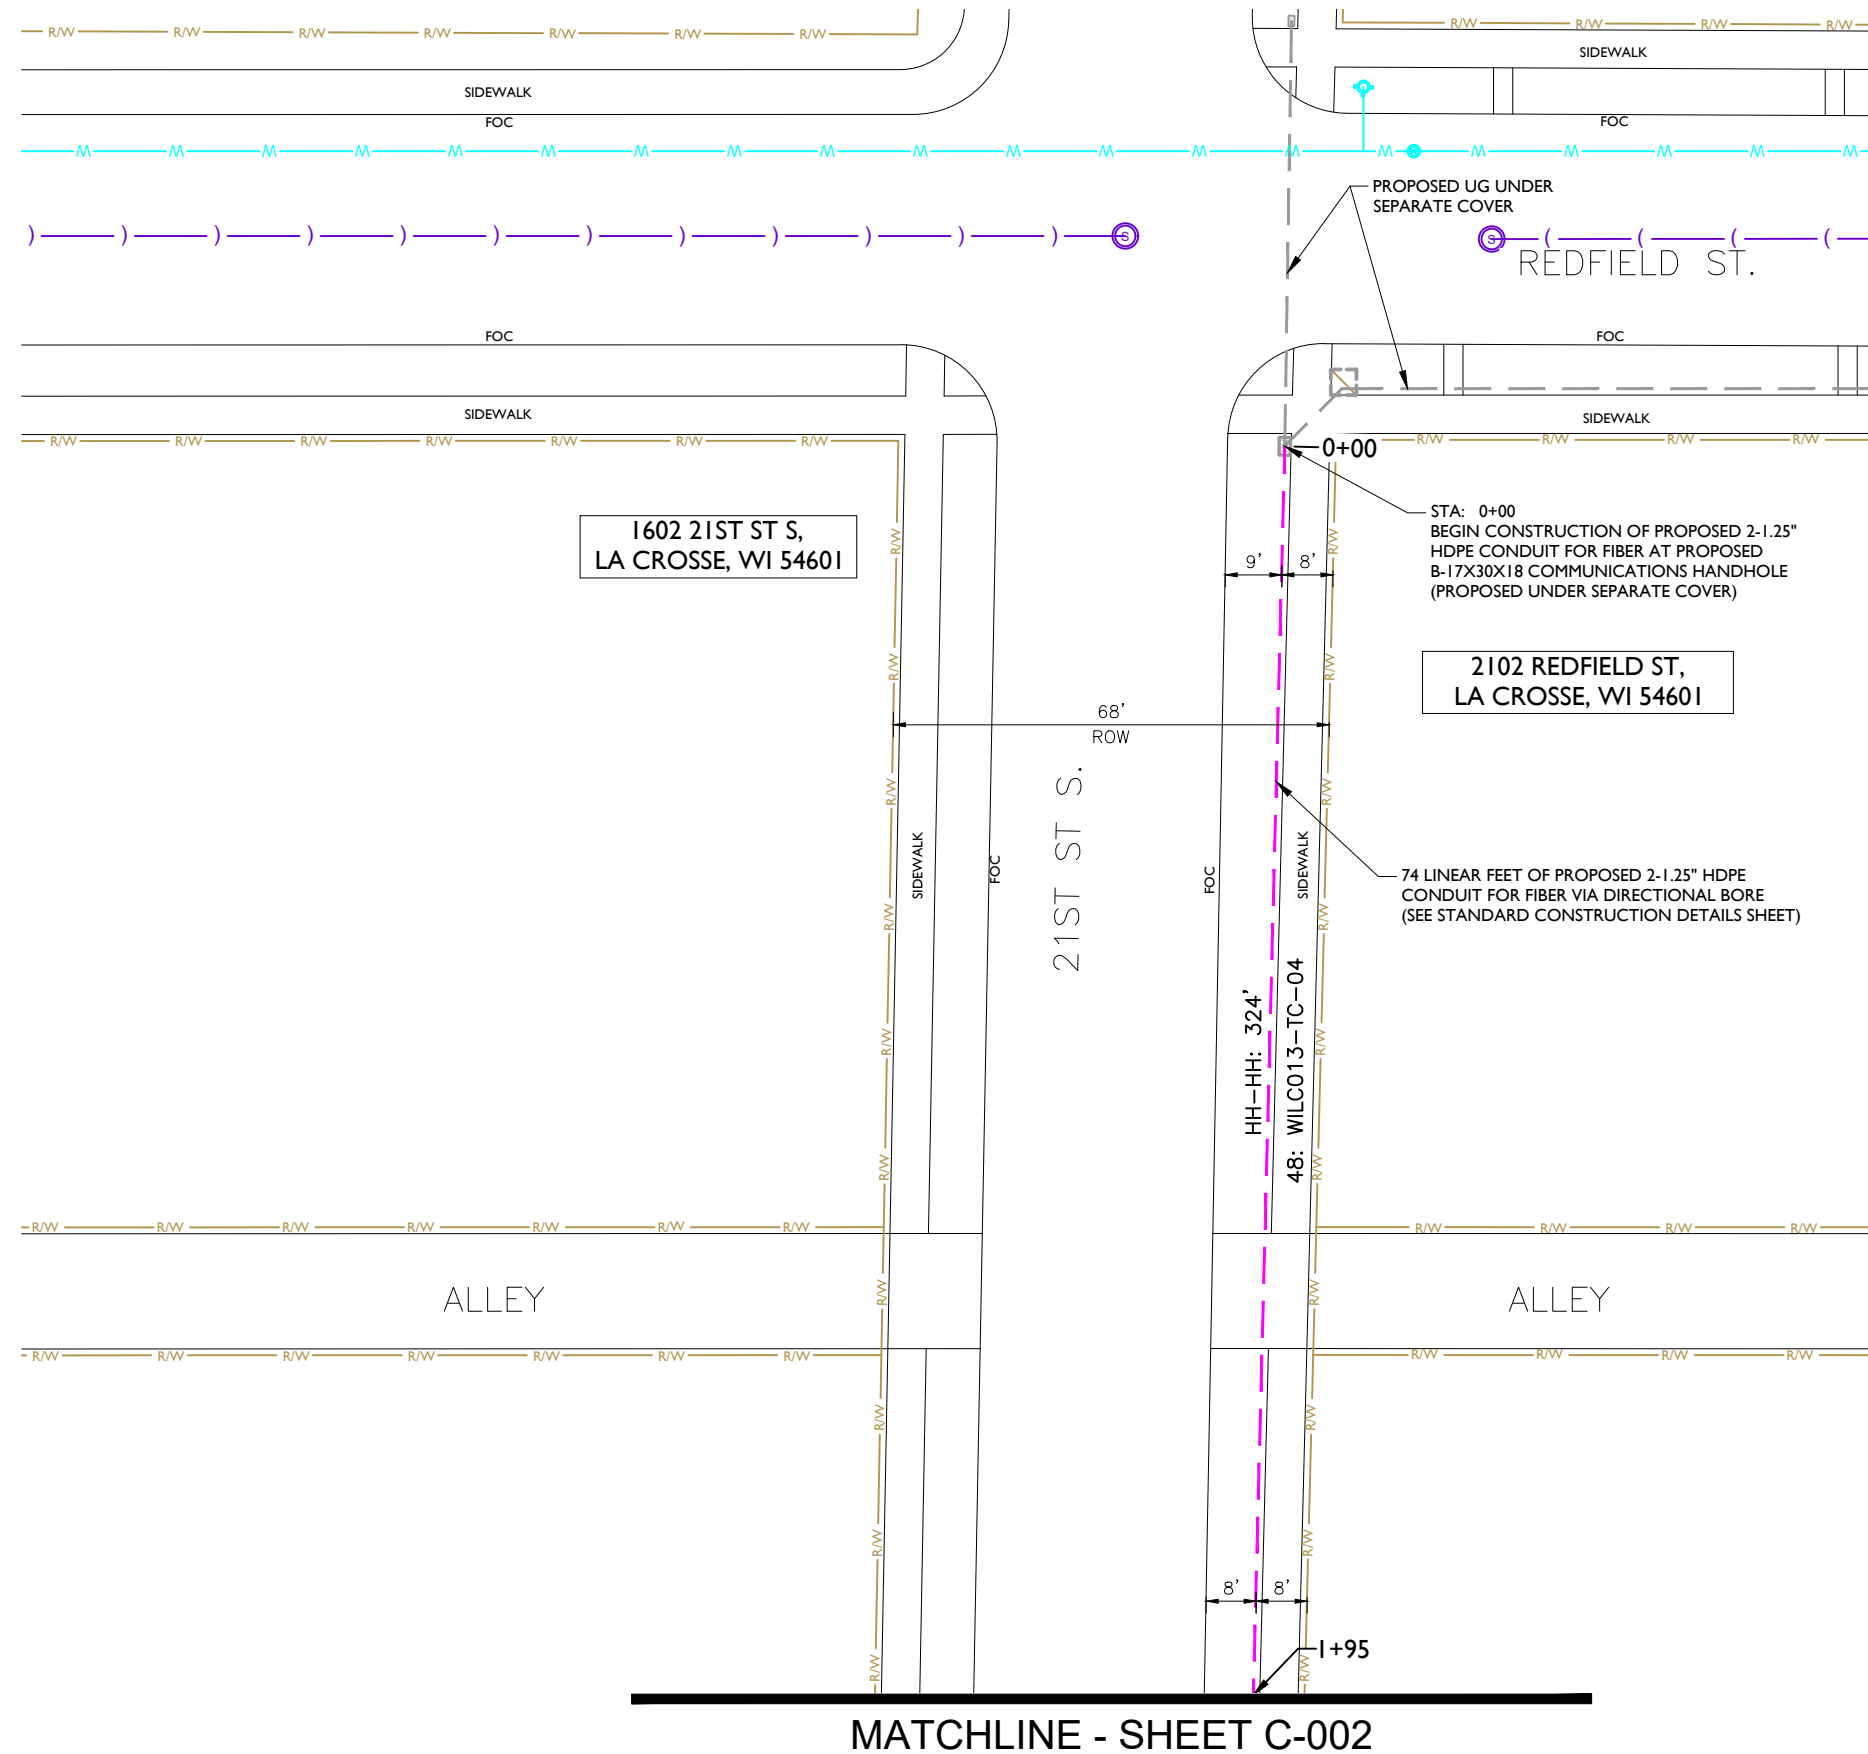 R/W R/W R/W R/W R/W R/W R/W
R/W R/W R/W R/W
SIDEWALK
SIDEWALK
FOC
FOC
W W W W W W W W W W W W W W W W W W W W
PROPOSED UG UNDER
SEPARATE COVER
S
S
REDFIELD ST.
FOC
FOC
SIDEWALK
SIDEWALK
R/W R/W R/W R/W R/W R/W R/W
R/W R/W R/W R/W
0+00
STA: 0+00
BEGIN CONSTRUCTION OF PROPOSED 2-1.25"
HDPE CONDUIT FOR FIBER AT PROPOSED
B-17X30X18 COMMUNICATIONS HANDHOLE
(PROPOSED UNDER SEPARATE COVER)
1602 21ST ST S,
LA CROSSE, WI 54601
9' 8'
2102 REDFIELD ST,
LA CROSSE, WI 54601
68'
ROW
21ST ST S.
SIDEWALK
FOC
FOC
SIDEWALK
74 LINEAR FEET OF PROPOSED 2-1.25" HDPE
CONDUIT FOR FIBER VIA DIRECTIONAL BORE
(SEE STANDARD CONSTRUCTION DETAILS SHEET)
HH-HH: 324'
48: WILC013-TC-04
R/W R/W R/W R/W R/W R/W R/W R/W R/W R/W
R/W R/W R/W R/W R/W R/W R/W R/W R/W R/W
R/W R/W R/W R/W R/W R/W R/W
R/W R/W R/W R/W
ALLEY
ALLEY
R/W R/W R/W R/W R/W R/W R/W
R/W R/W R/W R/W
8' 8'
1+95
MATCHLINE - SHEET C-002